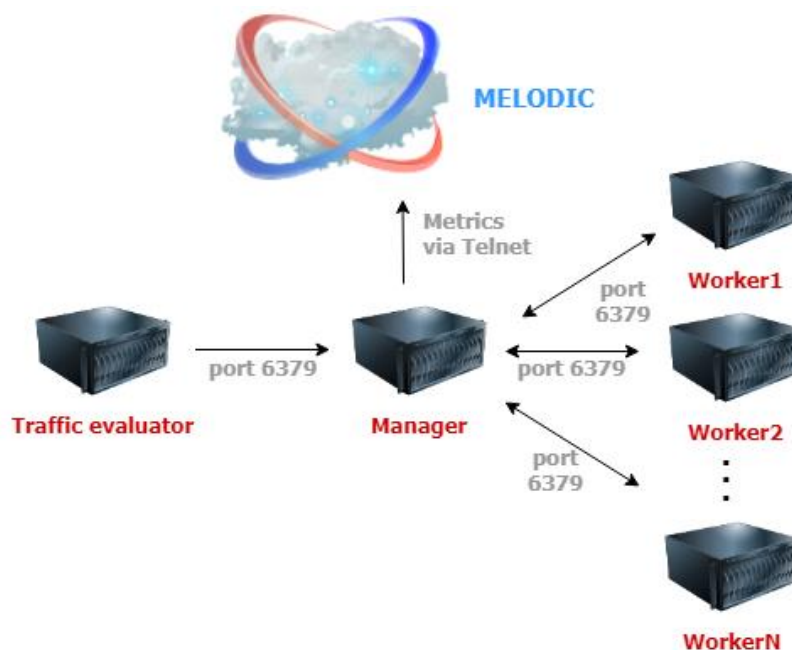 MELODIC
Metrics
via Telnet
Worker1
port
6379
port 6379
port 6379
Traffic evaluator
Manager
Worker2
port
6379
WorkerN